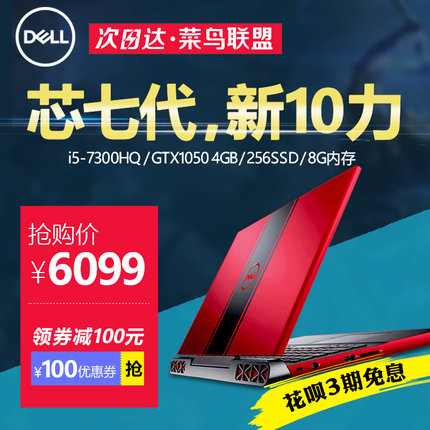 DELL
次日达·菜鸟联盟
芯七代,新10力
i5-7300HQ/GTX1050 4GB/256SSD/8G内存
抢购价
¥6099
领券减100元
¥100优惠券 抢
DELL
花呗3期免息